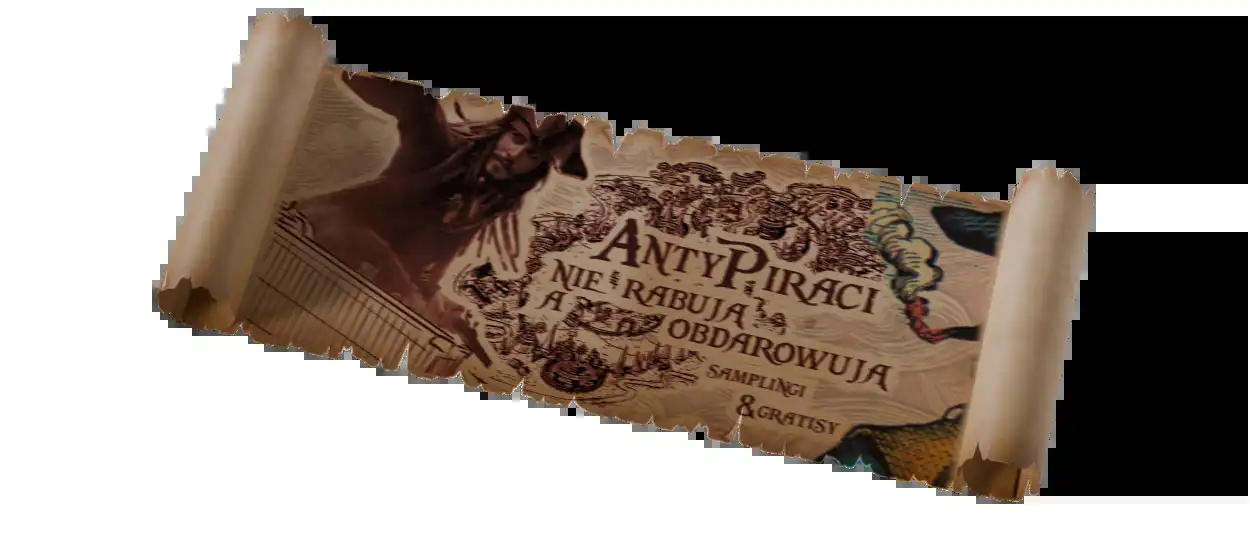 AntyPiraci
nie rabują
a obdarowują
samplingi
& gratisy